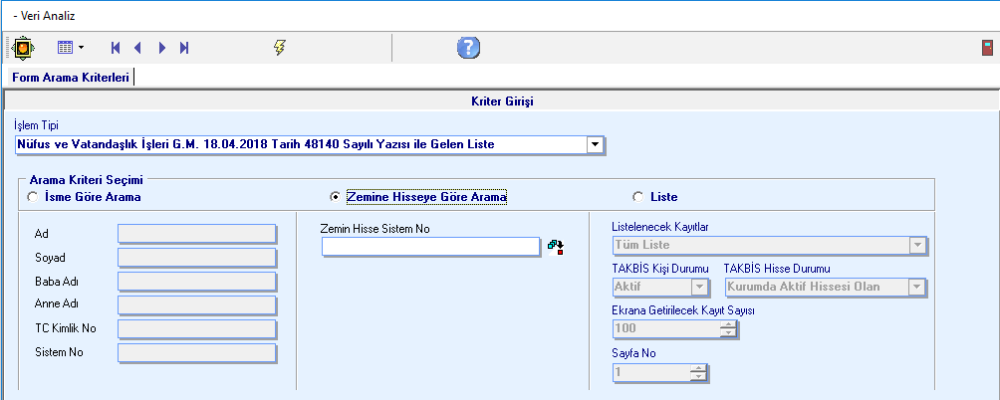 - Veri Analiz
Form Arama Kriterleri
Kriter Girişi
İşlem Tipi
Nüfus ve Vatandaşlık İşleri G.M. 18.04.2018 Tarih 48140 Sayılı Yazısı ile Gelen Liste
Arama Kriteri Seçimi
İsme Göre Arama
Zemine Hisseye Göre Arama
Liste
Ad
Soyad
Baba Adı
Anne Adı
TC Kimlik No
Sistem No
Zemin Hisse Sistem No
Listelenecek Kayıtlar
Tüm Liste
TAKBİS Kişi Durumu TAKBİS Hisse Durumu
Aktif Kurumda Aktif Hissesi Olan
Ekrana Getirilecek Kayıt Sayısı
100
Sayfa No
1